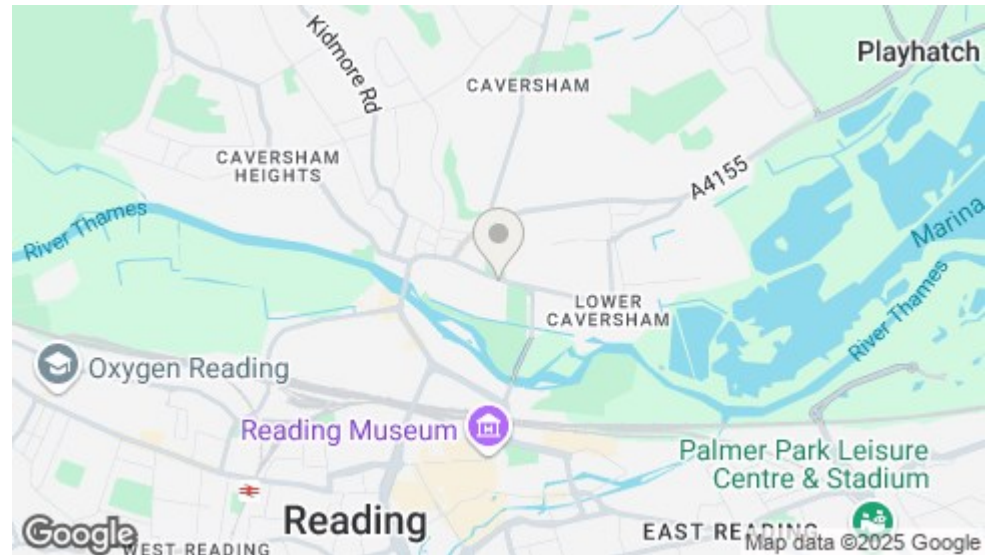 Playhatch
Kidmore Rd
CAVERSHAM
CAVERSHAM
HEIGHTS
A4155
River Thames
Marina
LOWER
CAVERSHAM
River Thames
Oxygen Reading
Reading Museum
Palmer Park Leisure
Centre & Stadium
Reading
EAST READING
Google
WEST READING
Map data ©2025 Google